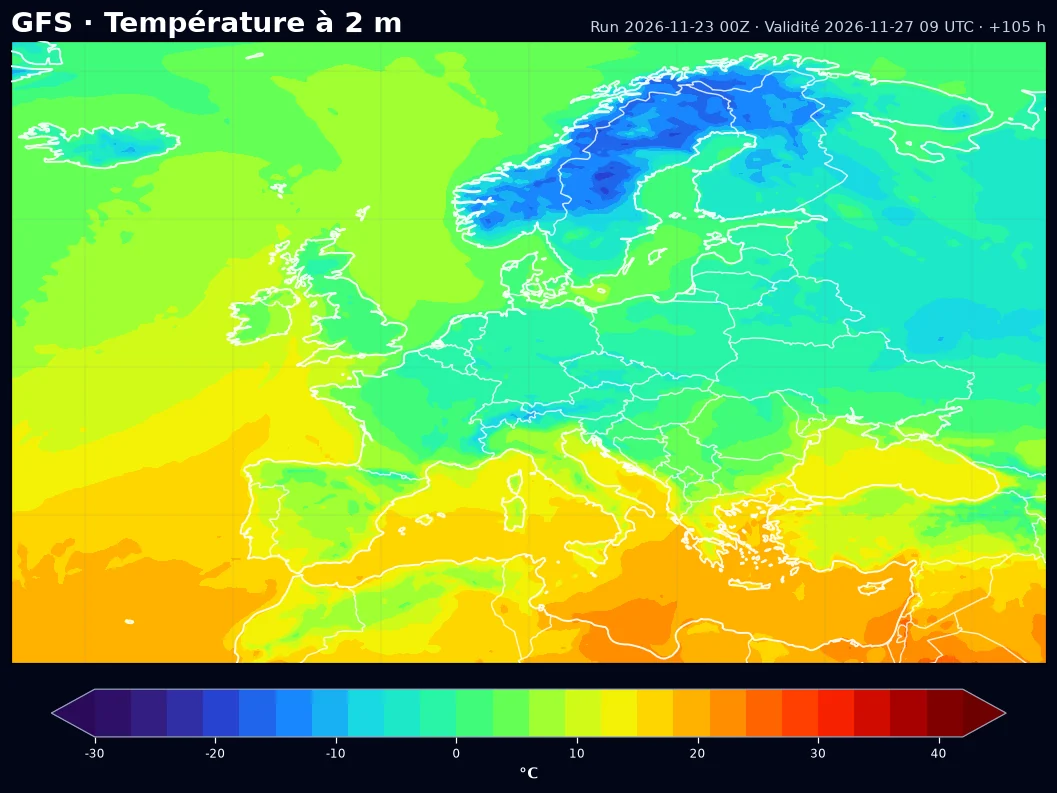 GFS · Température à 2 m
Run 2026-11-23 00Z · Validité 2026-11-27 09 UTC · +105 h
-30 -20 -10 0 10 20 30 40
°C